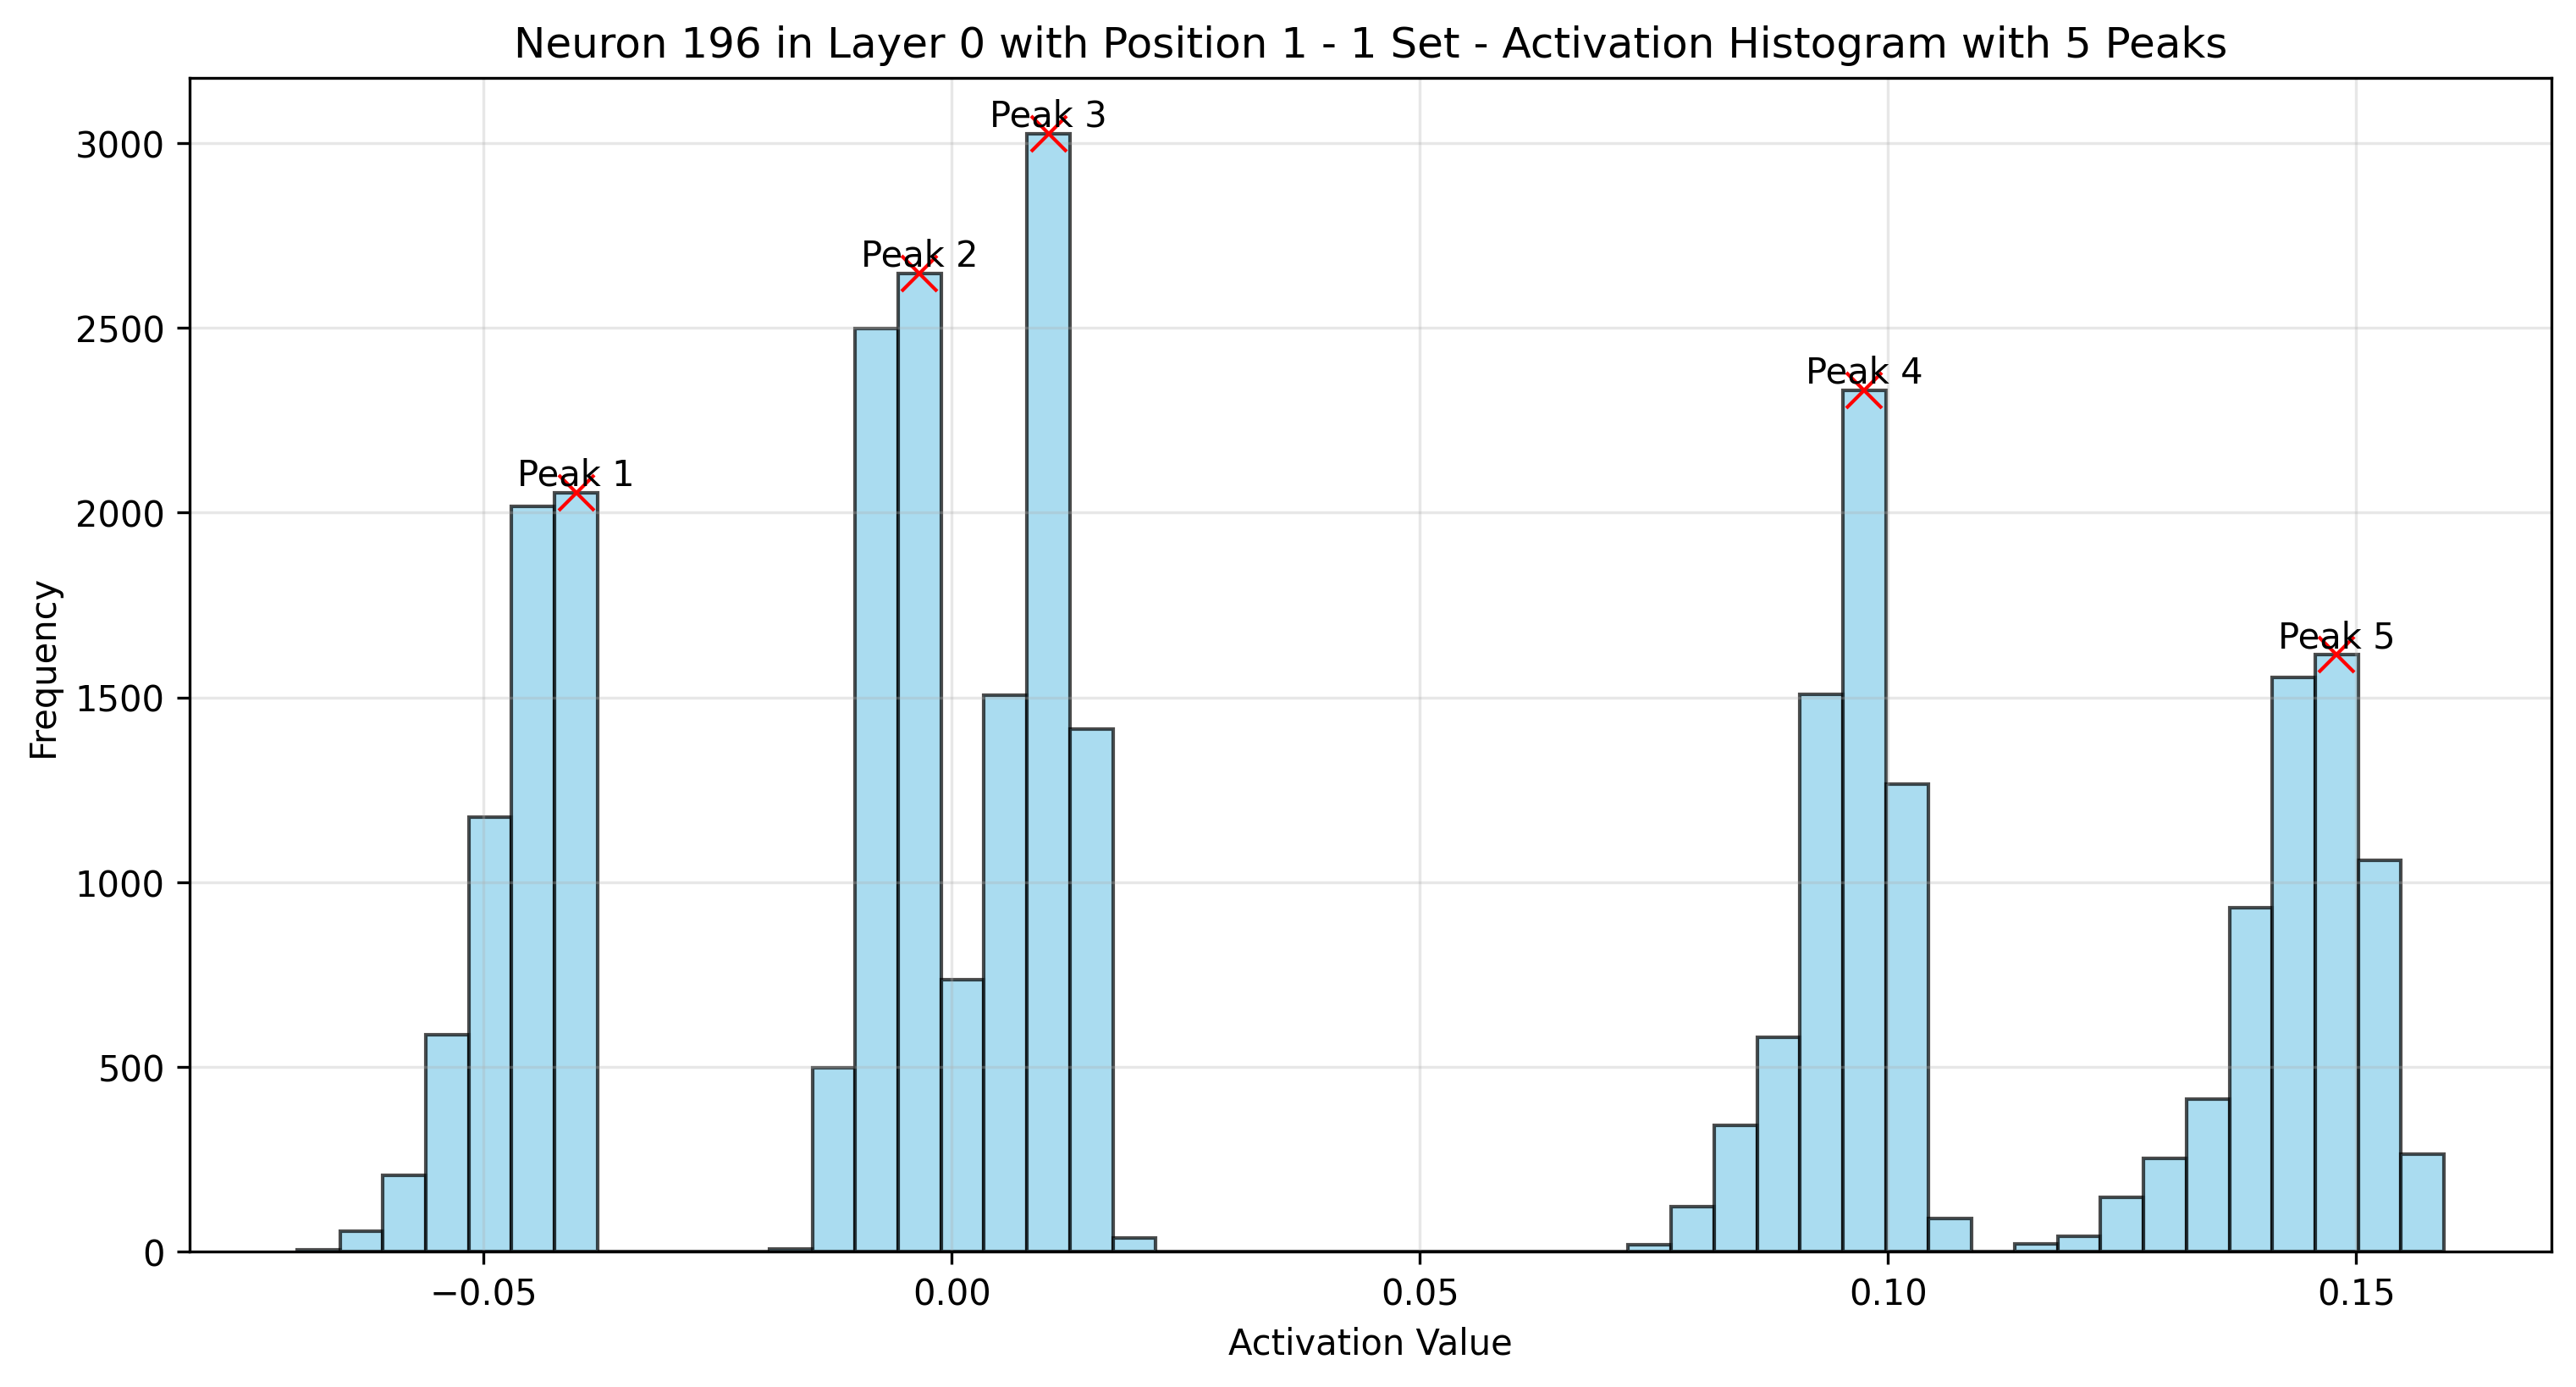 Neuron 196 in Layer 0 with Position 1 - 1 Set - Activation Histogram with 5 Peaks
Peak 3
3000
Peak 2
2500
Peak 4
Peak 1
2000
Peak 5
1500
Frequency
1000
500
0
−0.05
0.00
0.05
0.10
0.15
Activation Value